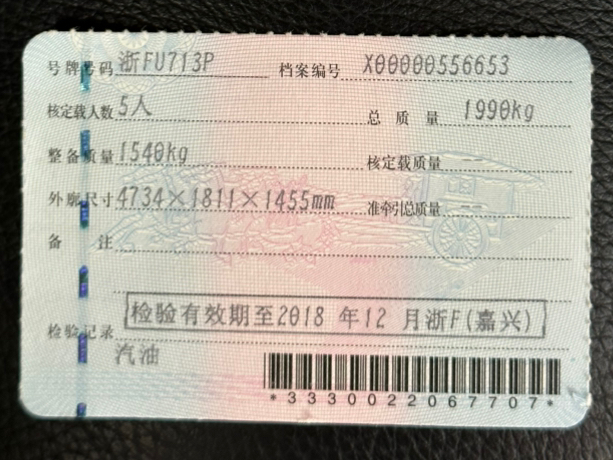 号牌号码 浙FU713P 档案编号 X00000556653
核定载人数 5人 总质量 1990kg
整备质量 1540kg 核定载质量
外廓尺寸 4734×1811×1455mm 准牵引总质量
备注
检验记录 检验有效期至2018 年12 月浙F(嘉兴)
汽油
*3330022067707*